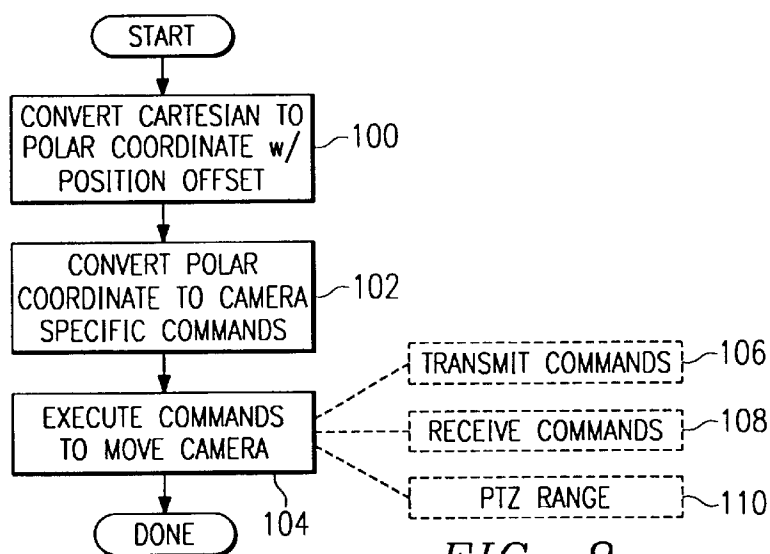 START
CONVERT CARTESIAN TO
POLAR COORDINATE w/
POSITION OFFSET
100
CONVERT POLAR
COORDINATE TO CAMERA
SPECIFIC COMMANDS
102
EXECUTE COMMANDS
TO MOVE CAMERA
104
TRANSMIT COMMANDS
106
RECEIVE COMMANDS
108
PTZ RANGE
110
DONE